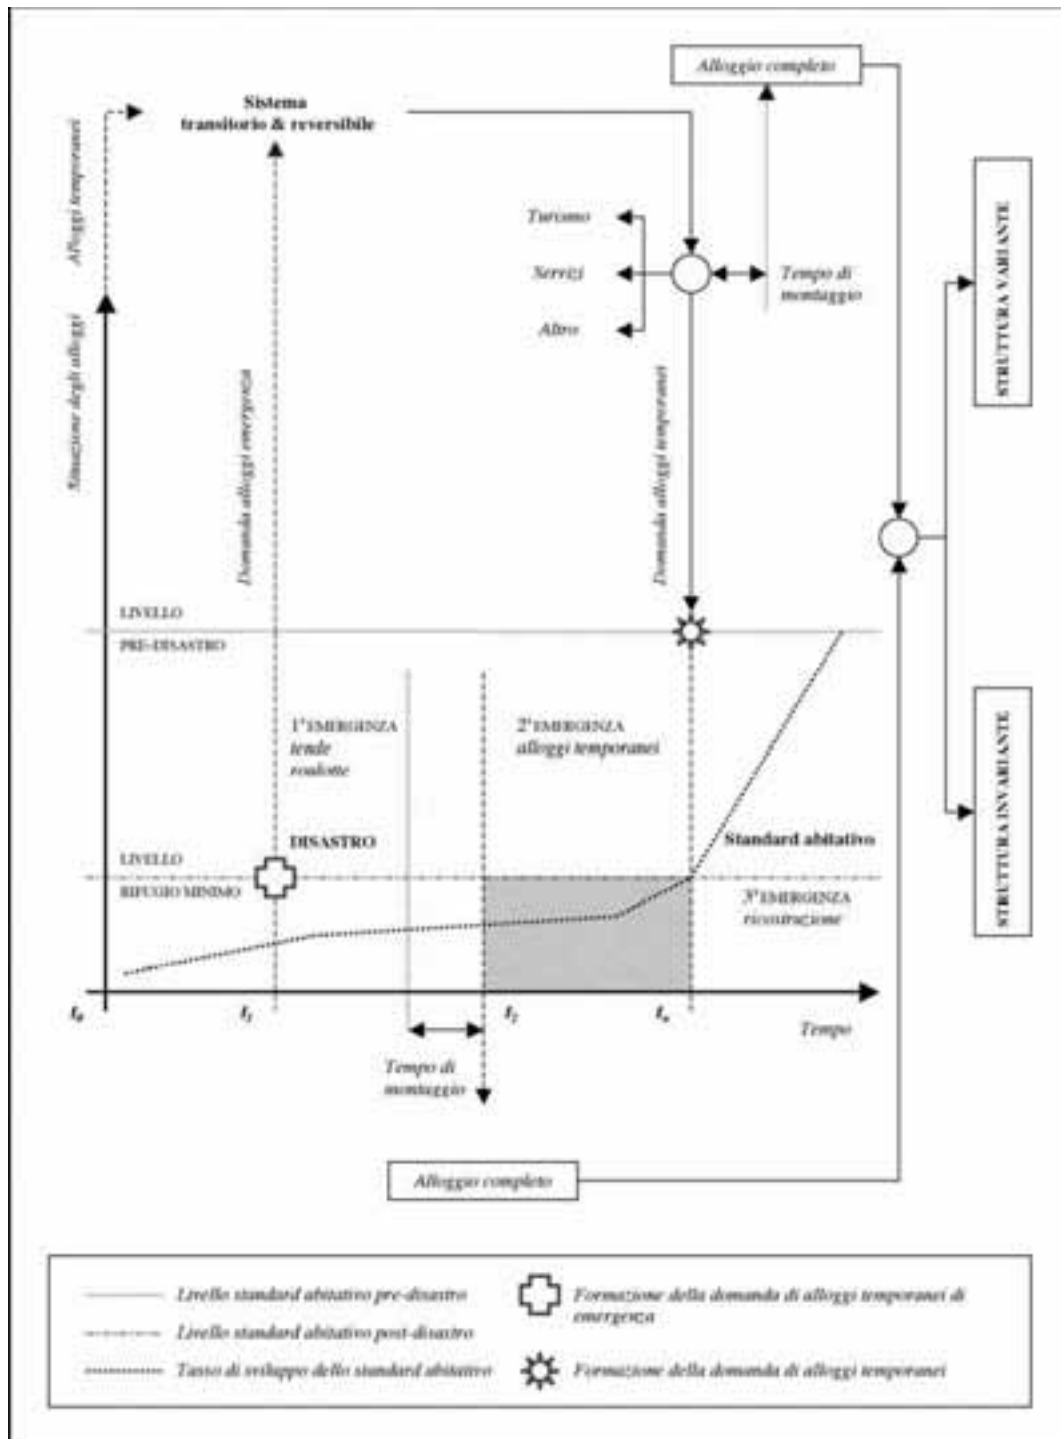 Alloggio completo
Sistema
transitorio & reversibile
Alloggi temporanei
Situazione degli alloggi
Turismo
Servizi
Altro
Tempo di
montaggio
STRUTTURA VARIANTE
Domanda alloggi emergenza
Domanda alloggi temporanei
LIVELLO
PRE-DISASTRO
1ª EMERGENZA
tende
roulotte
2ª EMERGENZA
alloggi temporanei
DISASTRO
Standard abitativo
LIVELLO
RIFUGIO MINIMO
3ª EMERGENZA
ricostruzione
STRUTTURA INVARIANTE
t0
t1
t2
tn
Tempo
Tempo di
montaggio
Alloggio completo
Livello standard abitativo pre-disastro
Livello standard abitativo post-disastro
Tasso di sviluppo dello standard abitativo
Formazione della domanda di alloggi temporanei di
emergenza
Formazione della domanda di alloggi temporanei